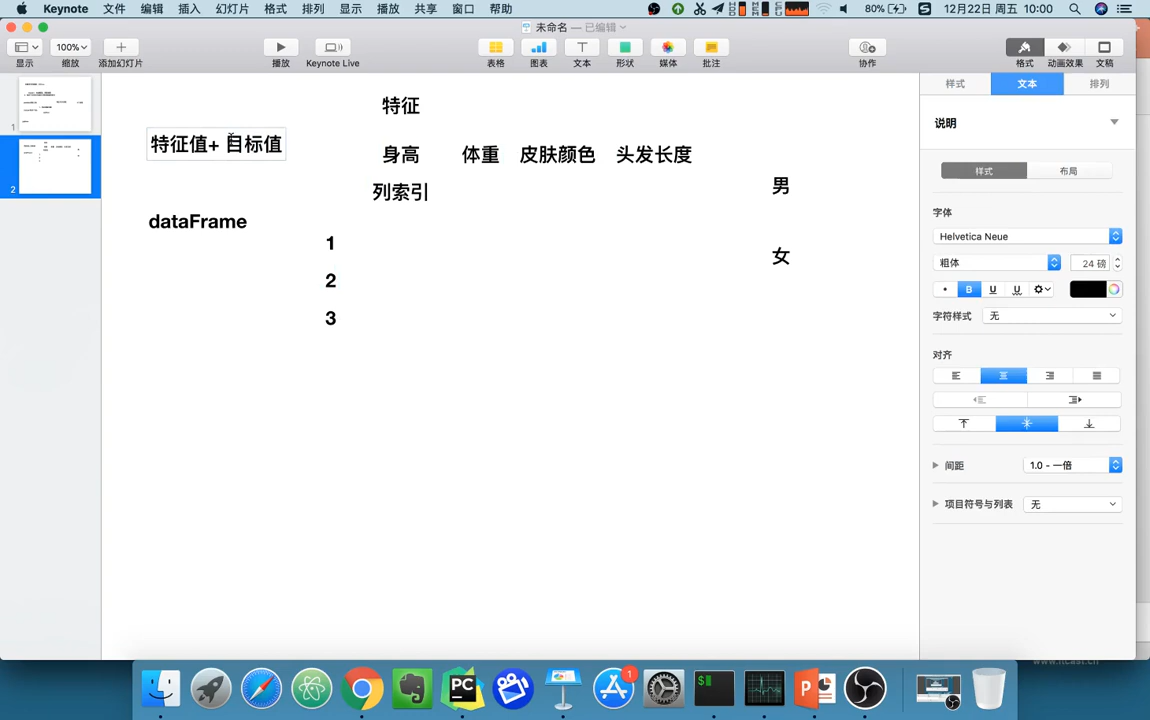 Keynote 文件 编辑 插入 幻灯片 格式 排列 显示 播放 共享 窗口 帮助 80% 12月22日 周五 10:00
未命名 — 已编辑
100%
显示 缩放 添加幻灯片 播放 Keynote Live 表格 图表 文本 形状 媒体 批注 协作 格式 动画效果 文稿
样式 文本 排列
1
2
特征
特征值+ 目标值
身高 体重 皮肤颜色 头发长度
列索引
男
dataFrame
1
女
2
3
说明
样式 布局
字体
Helvetica Neue
粗体 24 磅
B U U
字符样式 无
对齐
间距 1.0 - 一倍
项目符号与列表 无
www.itcast.cn
PC
1
$
P